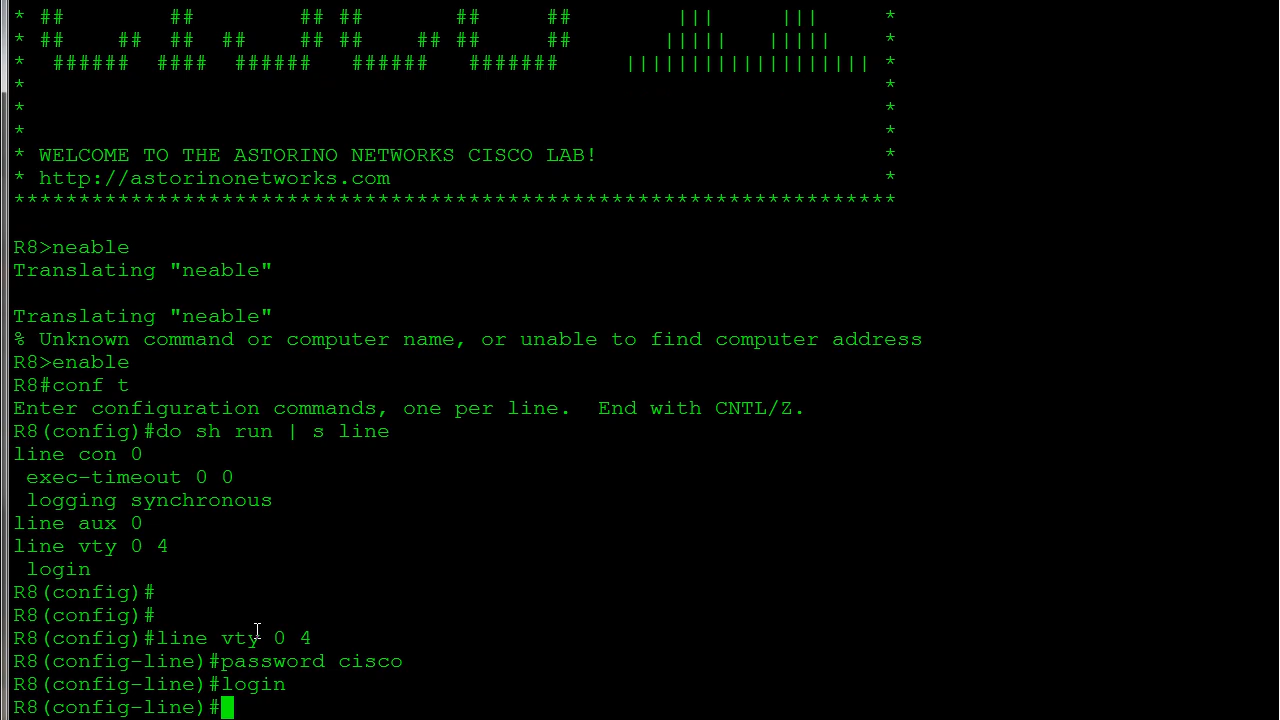 * ##        ##        ## ##       ##     ##        |||     |||      *
* ##    ##  ##  ##    ## ##    ## ##     ##       |||||   |||||     *
*  ######  ####  ######   ######   #######     ||||||||||||||||||| *
*                                                                   *
*                                                                   *
*                                                                   *
* WELCOME TO THE ASTORINO NETWORKS CISCO LAB!                       *
* http://astorinonetworks.com                                      *
********************************************************************
R8>neable
Translating "neable"
Translating "neable"
% Unknown command or computer name, or unable to find computer address
R8>enable
R8#conf t
Enter configuration commands, one per line.  End with CNTL/Z.
R8(config)#do sh run | s line
line con 0
 exec-timeout 0 0
 logging synchronous
line aux 0
line vty 0 4
 login
R8(config)#
R8(config)#
R8(config)#line vty 0 4
R8(config-line)#password cisco
R8(config-line)#login
R8(config-line)#